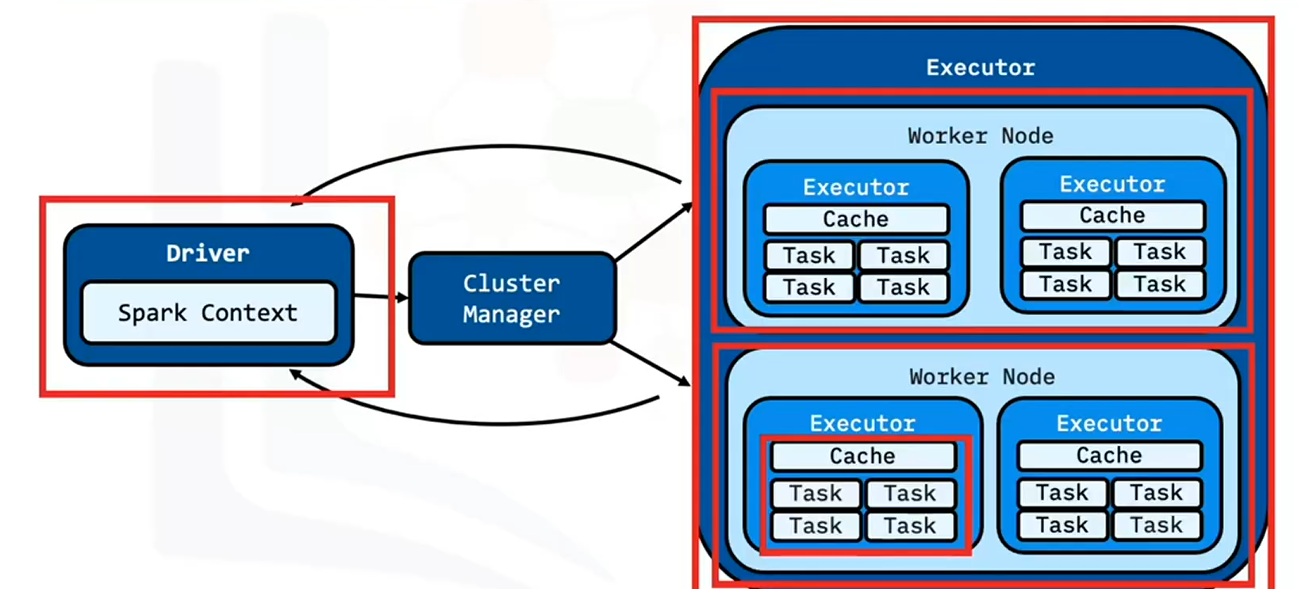 Executor
Worker Node
Executor
Cache
Task Task
Task Task
Executor
Cache
Task Task
Task Task
Driver
Spark Context
Cluster
Manager
Worker Node
Executor
Cache
Task Task
Task Task
Executor
Cache
Task Task
Task Task